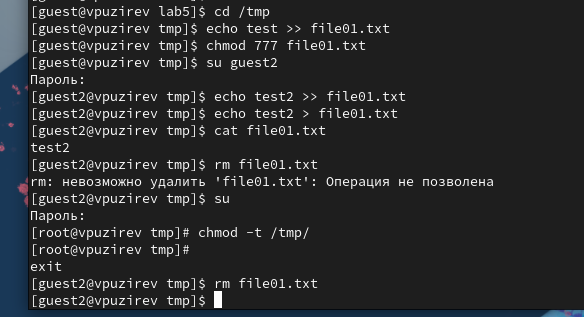 [guest@vpuzirev lab5]$ cd /tmp
[guest@vpuzirev tmp]$ echo test >> file01.txt
[guest@vpuzirev tmp]$ chmod 777 file01.txt
[guest@vpuzirev tmp]$ su guest2
Пароль:
[guest2@vpuzirev tmp]$ echo test2 >> file01.txt
[guest2@vpuzirev tmp]$ echo test2 > file01.txt
[guest2@vpuzirev tmp]$ cat file01.txt
test2
[guest2@vpuzirev tmp]$ rm file01.txt
rm: невозможно удалить 'file01.txt': Операция не позволена
[guest2@vpuzirev tmp]$ su
Пароль:
[root@vpuzirev tmp]# chmod -t /tmp/
[root@vpuzirev tmp]#
exit
[guest2@vpuzirev tmp]$ rm file01.txt
[guest2@vpuzirev tmp]$